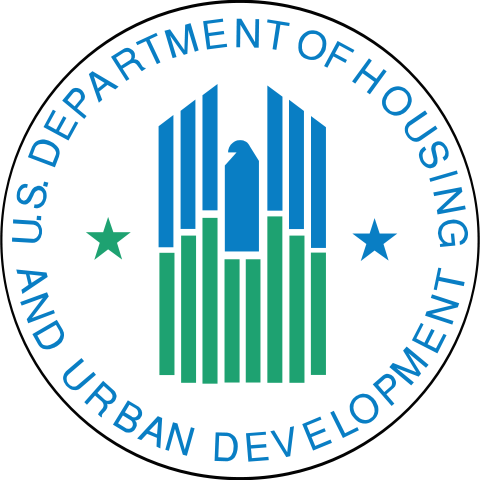 U.S. DEPARTMENT OF HOUSING
AND URBAN DEVELOPMENT